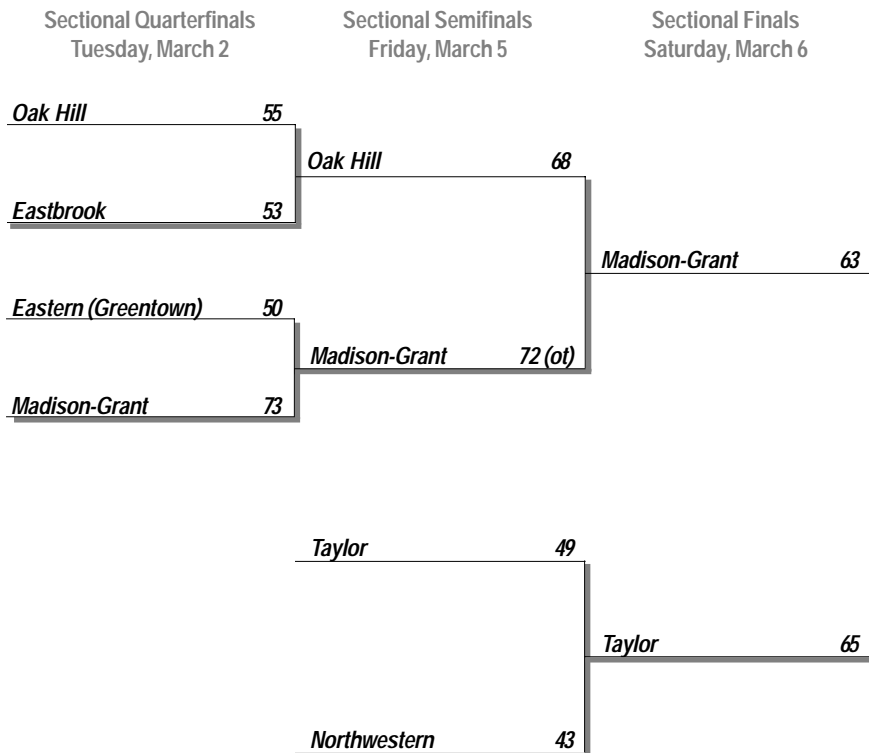 Sectional Quarterfinals Sectional Semifinals Sectional Finals
Tuesday, March 2 Friday, March 5 Saturday, March 6
Oak Hill 55
Oak Hill 68
Eastbrook 53
Madison-Grant 63
Eastern (Greentown) 50
Madison-Grant 72 (ot)
Madison-Grant 73
Taylor 49
Taylor 65
Northwestern 43